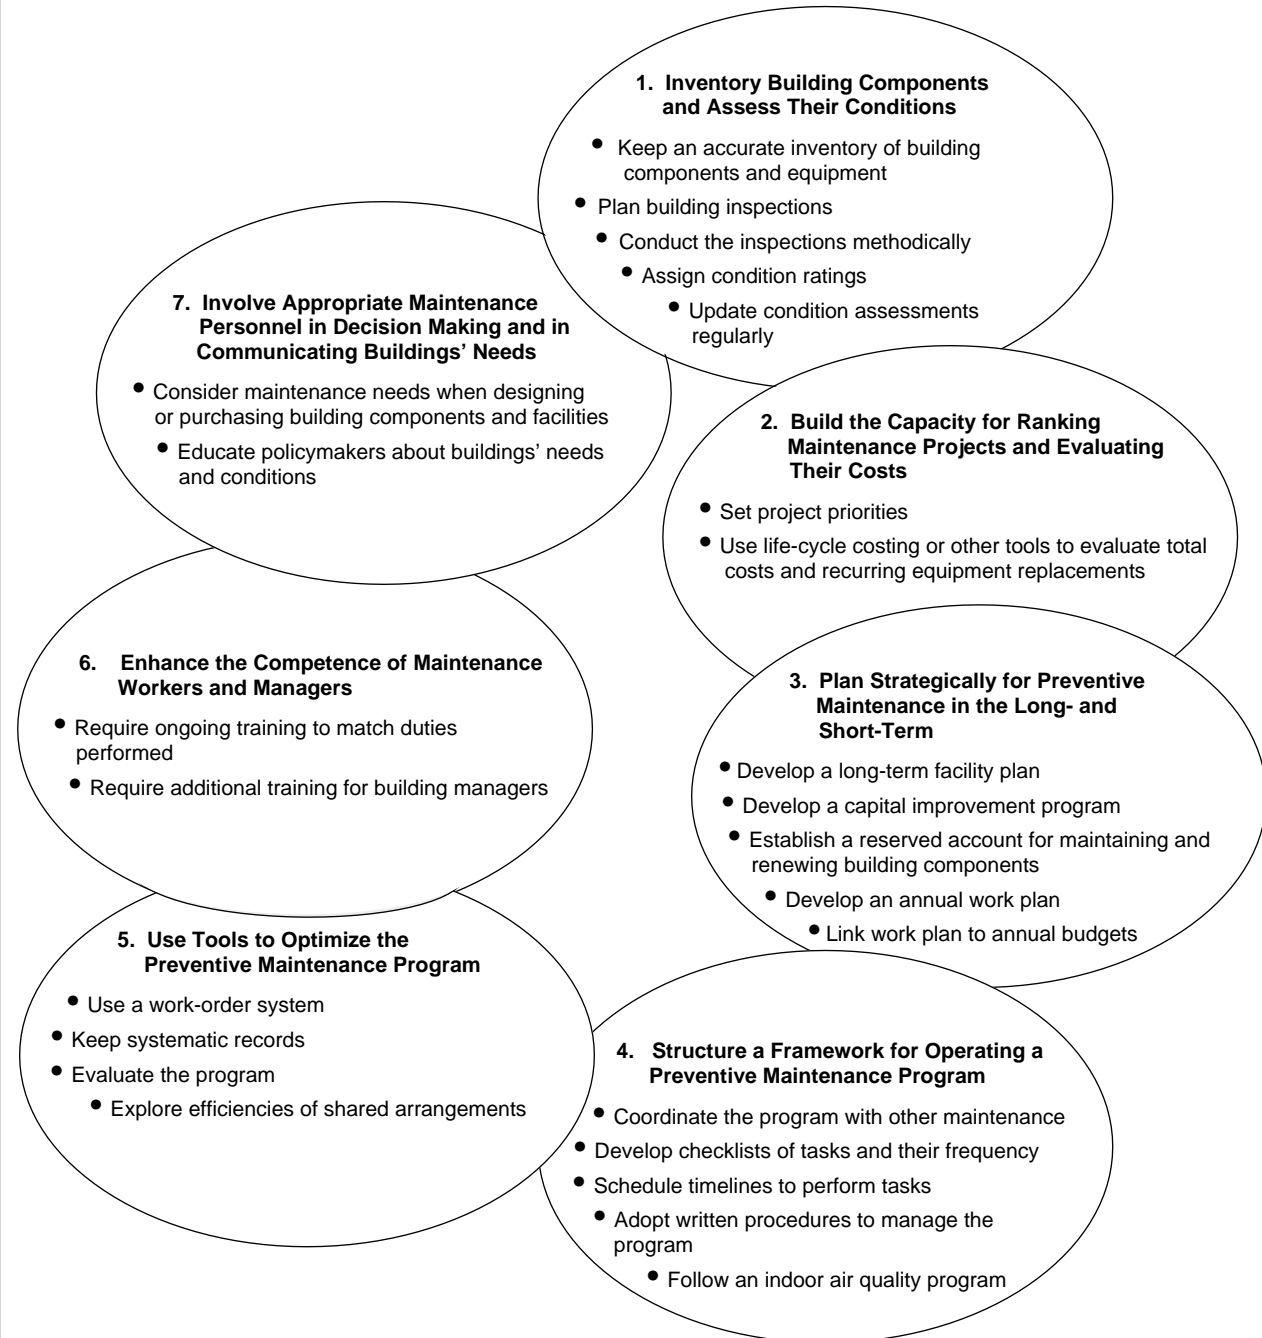 1. Inventory Building Components
and Assess Their Conditions
• Keep an accurate inventory of building
components and equipment
• Plan building inspections
• Conduct the inspections methodically
• Assign condition ratings
• Update condition assessments
regularly
2. Build the Capacity for Ranking
Maintenance Projects and Evaluating
Their Costs
• Set project priorities
• Use life-cycle costing or other tools to evaluate total
costs and recurring equipment replacements
3. Plan Strategically for Preventive
Maintenance in the Long- and
Short-Term
• Develop a long-term facility plan
• Develop a capital improvement program
• Establish a reserved account for maintaining and
renewing building components
• Develop an annual work plan
• Link work plan to annual budgets
4. Structure a Framework for Operating a
Preventive Maintenance Program
• Coordinate the program with other maintenance
• Develop checklists of tasks and their frequency
• Schedule timelines to perform tasks
• Adopt written procedures to manage the
program
• Follow an indoor air quality program
5. Use Tools to Optimize the
Preventive Maintenance Program
• Use a work-order system
• Keep systematic records
• Evaluate the program
• Explore efficiencies of shared arrangements
6. Enhance the Competence of Maintenance
Workers and Managers
• Require ongoing training to match duties
performed
• Require additional training for building managers
7. Involve Appropriate Maintenance
Personnel in Decision Making and in
Communicating Buildings’ Needs
• Consider maintenance needs when designing
or purchasing building components and facilities
• Educate policymakers about buildings’ needs
and conditions